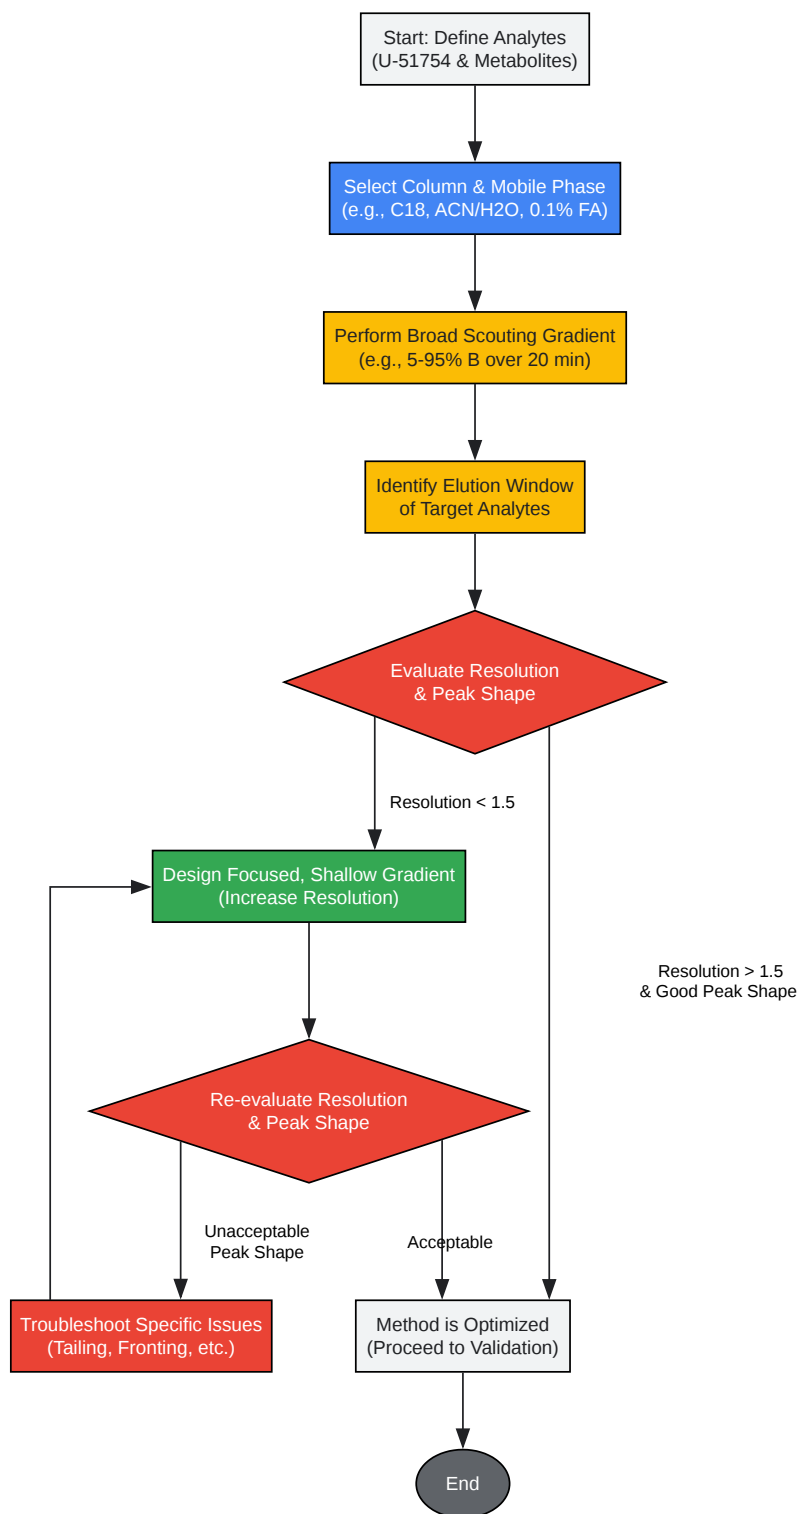 Start: Define Analytes
(U-51754 & Metabolites)
Select Column & Mobile Phase
(e.g., C18, ACN/H2O, 0.1% FA)
Perform Broad Scouting Gradient
(e.g., 5-95% B over 20 min)
Identify Elution Window
of Target Analytes
Evaluate Resolution
& Peak Shape
Resolution < 1.5
Design Focused, Shallow Gradient
(Increase Resolution)
Resolution > 1.5
& Good Peak Shape
Re-evaluate Resolution
& Peak Shape
Unacceptable
Peak Shape
Acceptable
Troubleshoot Specific Issues
(Tailing, Fronting, etc.)
Method is Optimized
(Proceed to Validation)
End